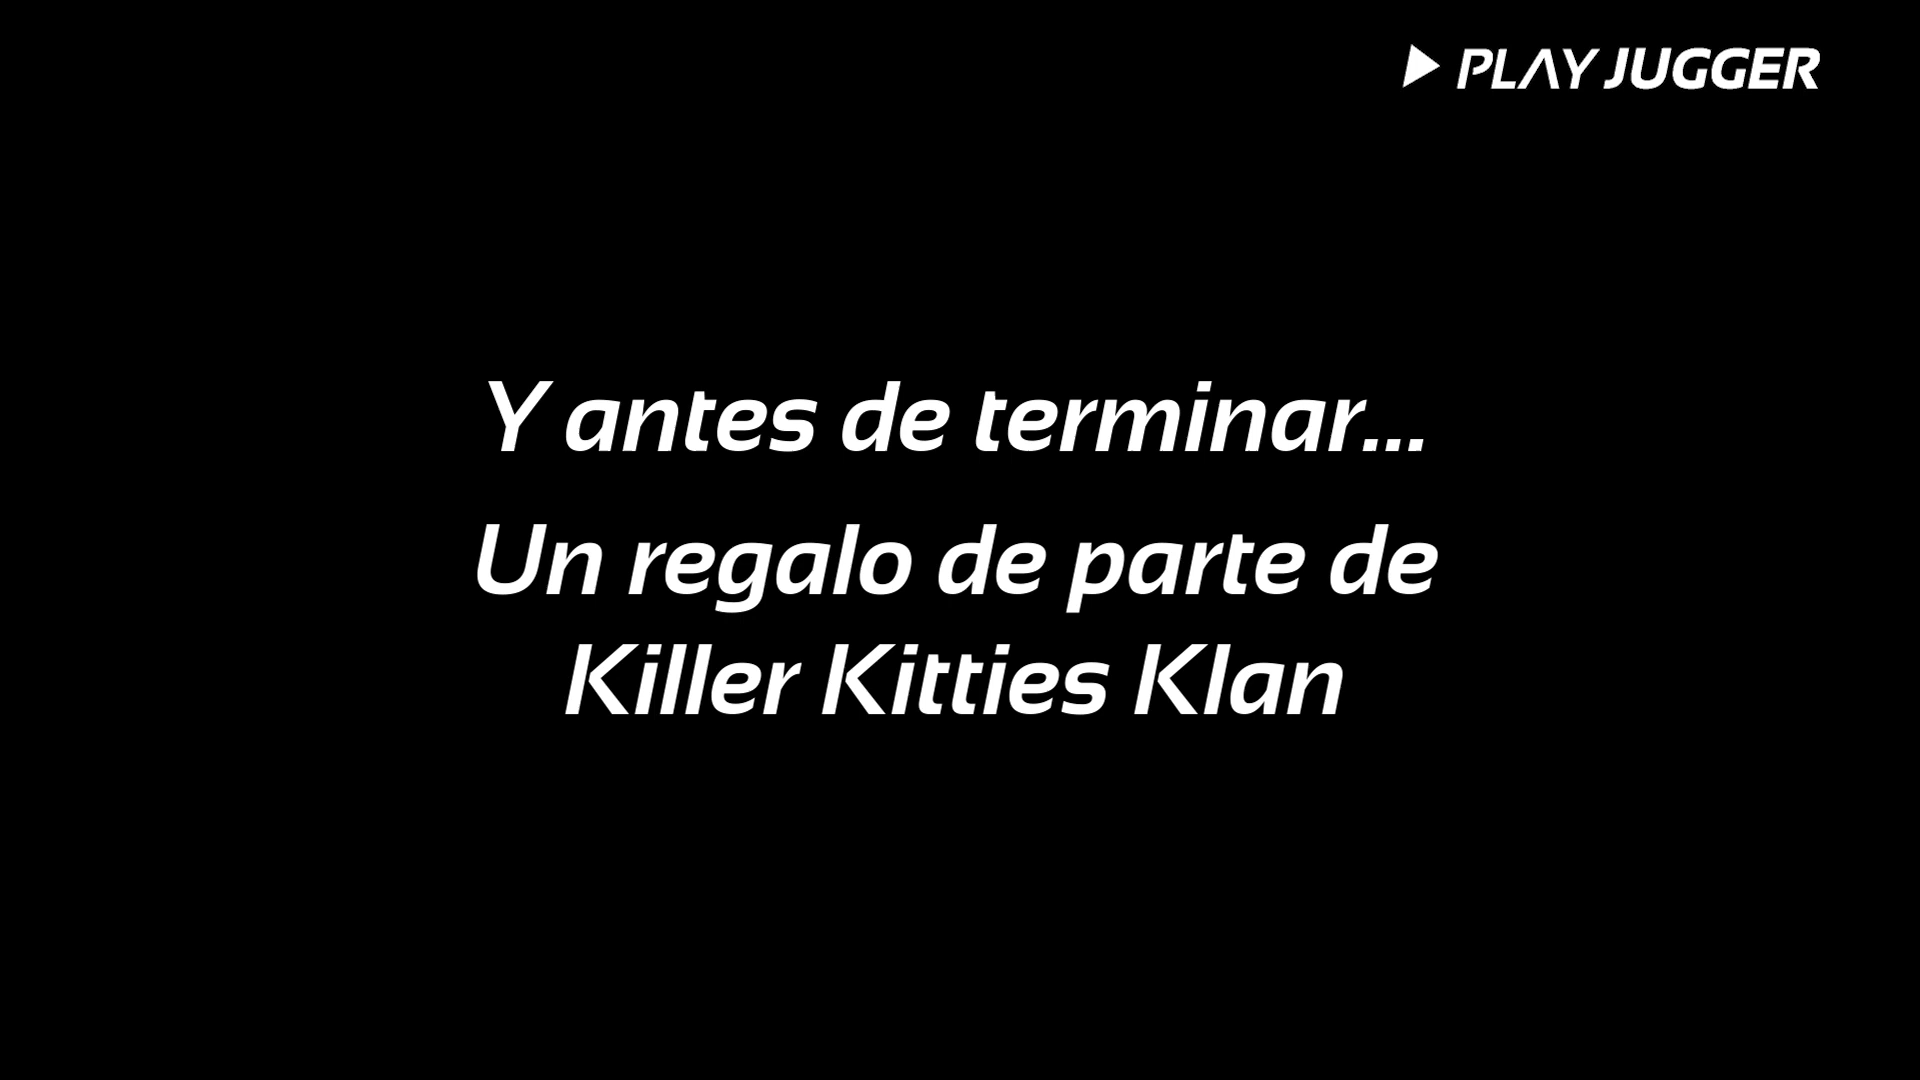 PLAY JUGGER
Y antes de terminar...
Un regalo de parte de
Killer Kitties Klan